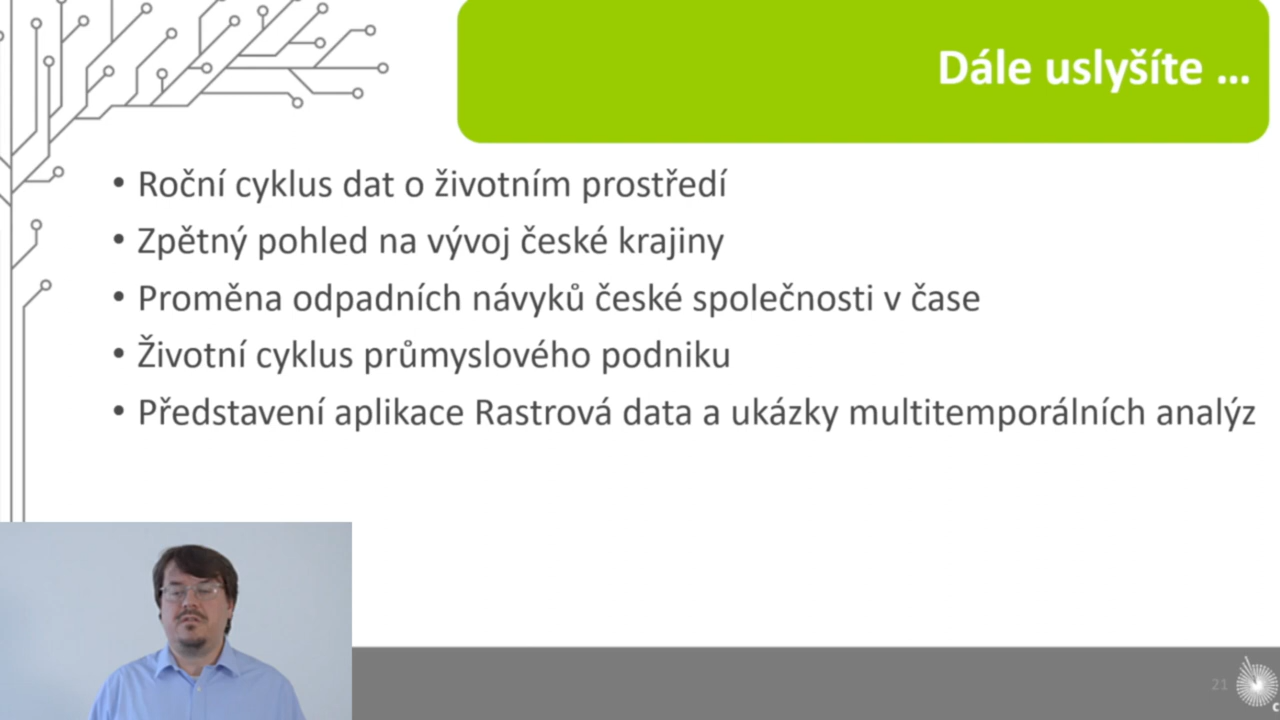 Dále uslyšíte ...
• Roční cyklus dat o životním prostředí
• Zpětný pohled na vývoj české krajiny
• Proměna odpadních návyků české společnosti v čase
• Životní cyklus průmyslového podniku
• Představení aplikace Rastrová data a ukázky multitemporálních analýz
21